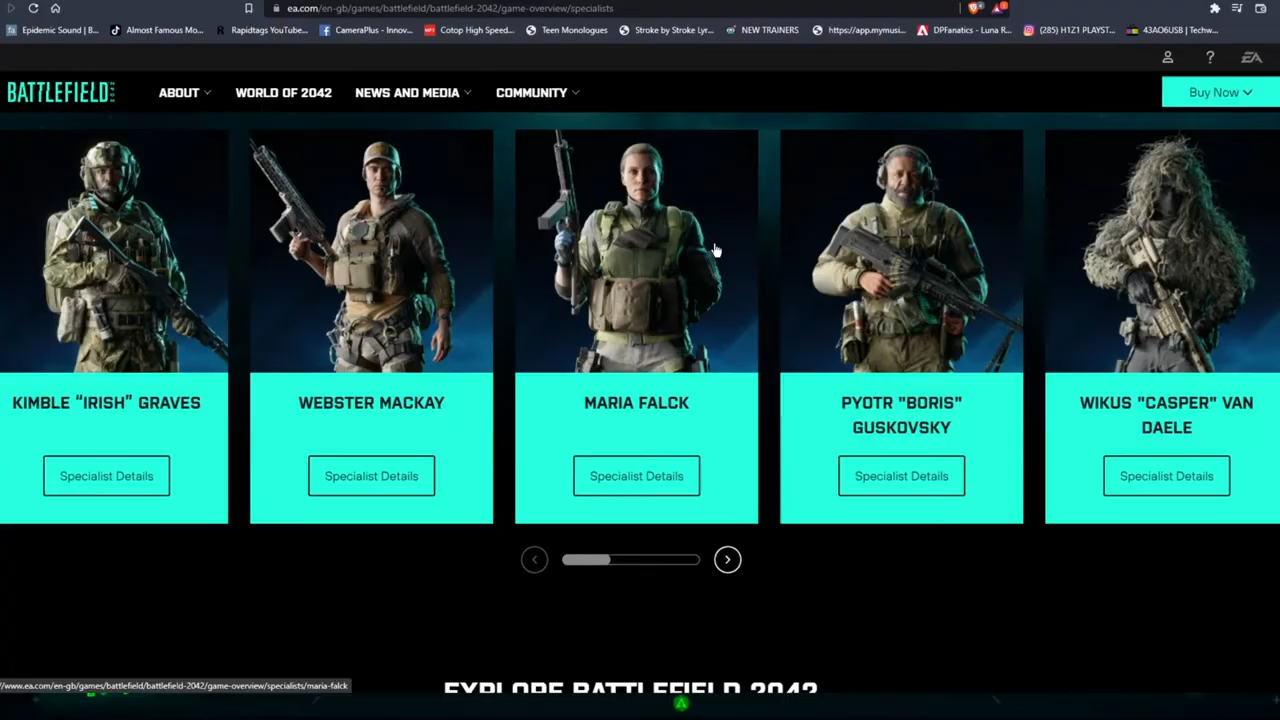 ea.com/en-gb/games/battlefield/battlefield-2042/game-overview/specialists
Epidemic Sound | B...
Almost Famous Mo...
Rapidtags YouTube...
CameraPlus - Innov...
Cotop High Speed...
Teen Monologues
Stroke by Stroke Lyr...
NEW TRAINERS
https://app.mymusi...
DPFanatics - Luna R...
(285) H1Z1 PLAYST...
43AO6USB | Techw...
EA
BATTLEFIELD 2042
ABOUT
WORLD OF 2042
NEWS AND MEDIA
COMMUNITY
Buy Now
KIMBLE “IRISH” GRAVES
Specialist Details
WEBSTER MACKAY
Specialist Details
MARIA FALCK
Specialist Details
PYOTR "BORIS"
GUSKOVSKY
Specialist Details
WIKUS "CASPER" VAN
DAELE
Specialist Details
EXPLORE BATTLEFIELD 2042
//www.ea.com/en-gb/games/battlefield/battlefield-2042/game-overview/specialists/maria-falck